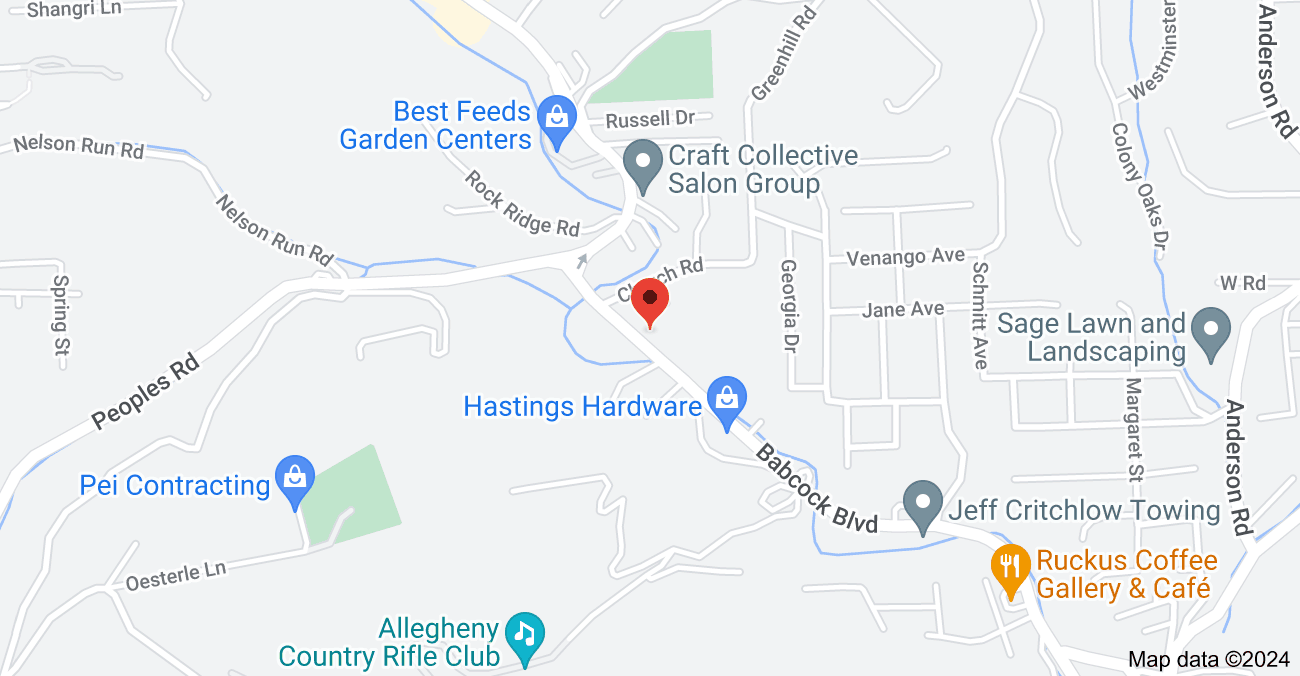 Shangri Ln
Anderson Rd
Westminster
Greenhill Rd
Best Feeds
Garden Centers
Russell Dr
Nelson Run Rd
Craft Collective
Salon Group
Colony Oaks Dr
Rock Ridge Rd
Nelson Run Rd
Venango Ave
Rd
Georgia Dr
Schmitt Ave
Spring St
W Rd
Jane Ave
Sage Lawn and
Landscaping
Peoples Rd
Hastings Hardware
Margaret St
Anderson Rd
Babcock Blvd
Pei Contracting
Jeff Critchlow Towing
Oesterle Ln
Ruckus Coffee
Gallery & Café
Allegheny
Country Rifle Club
Map data ©2024